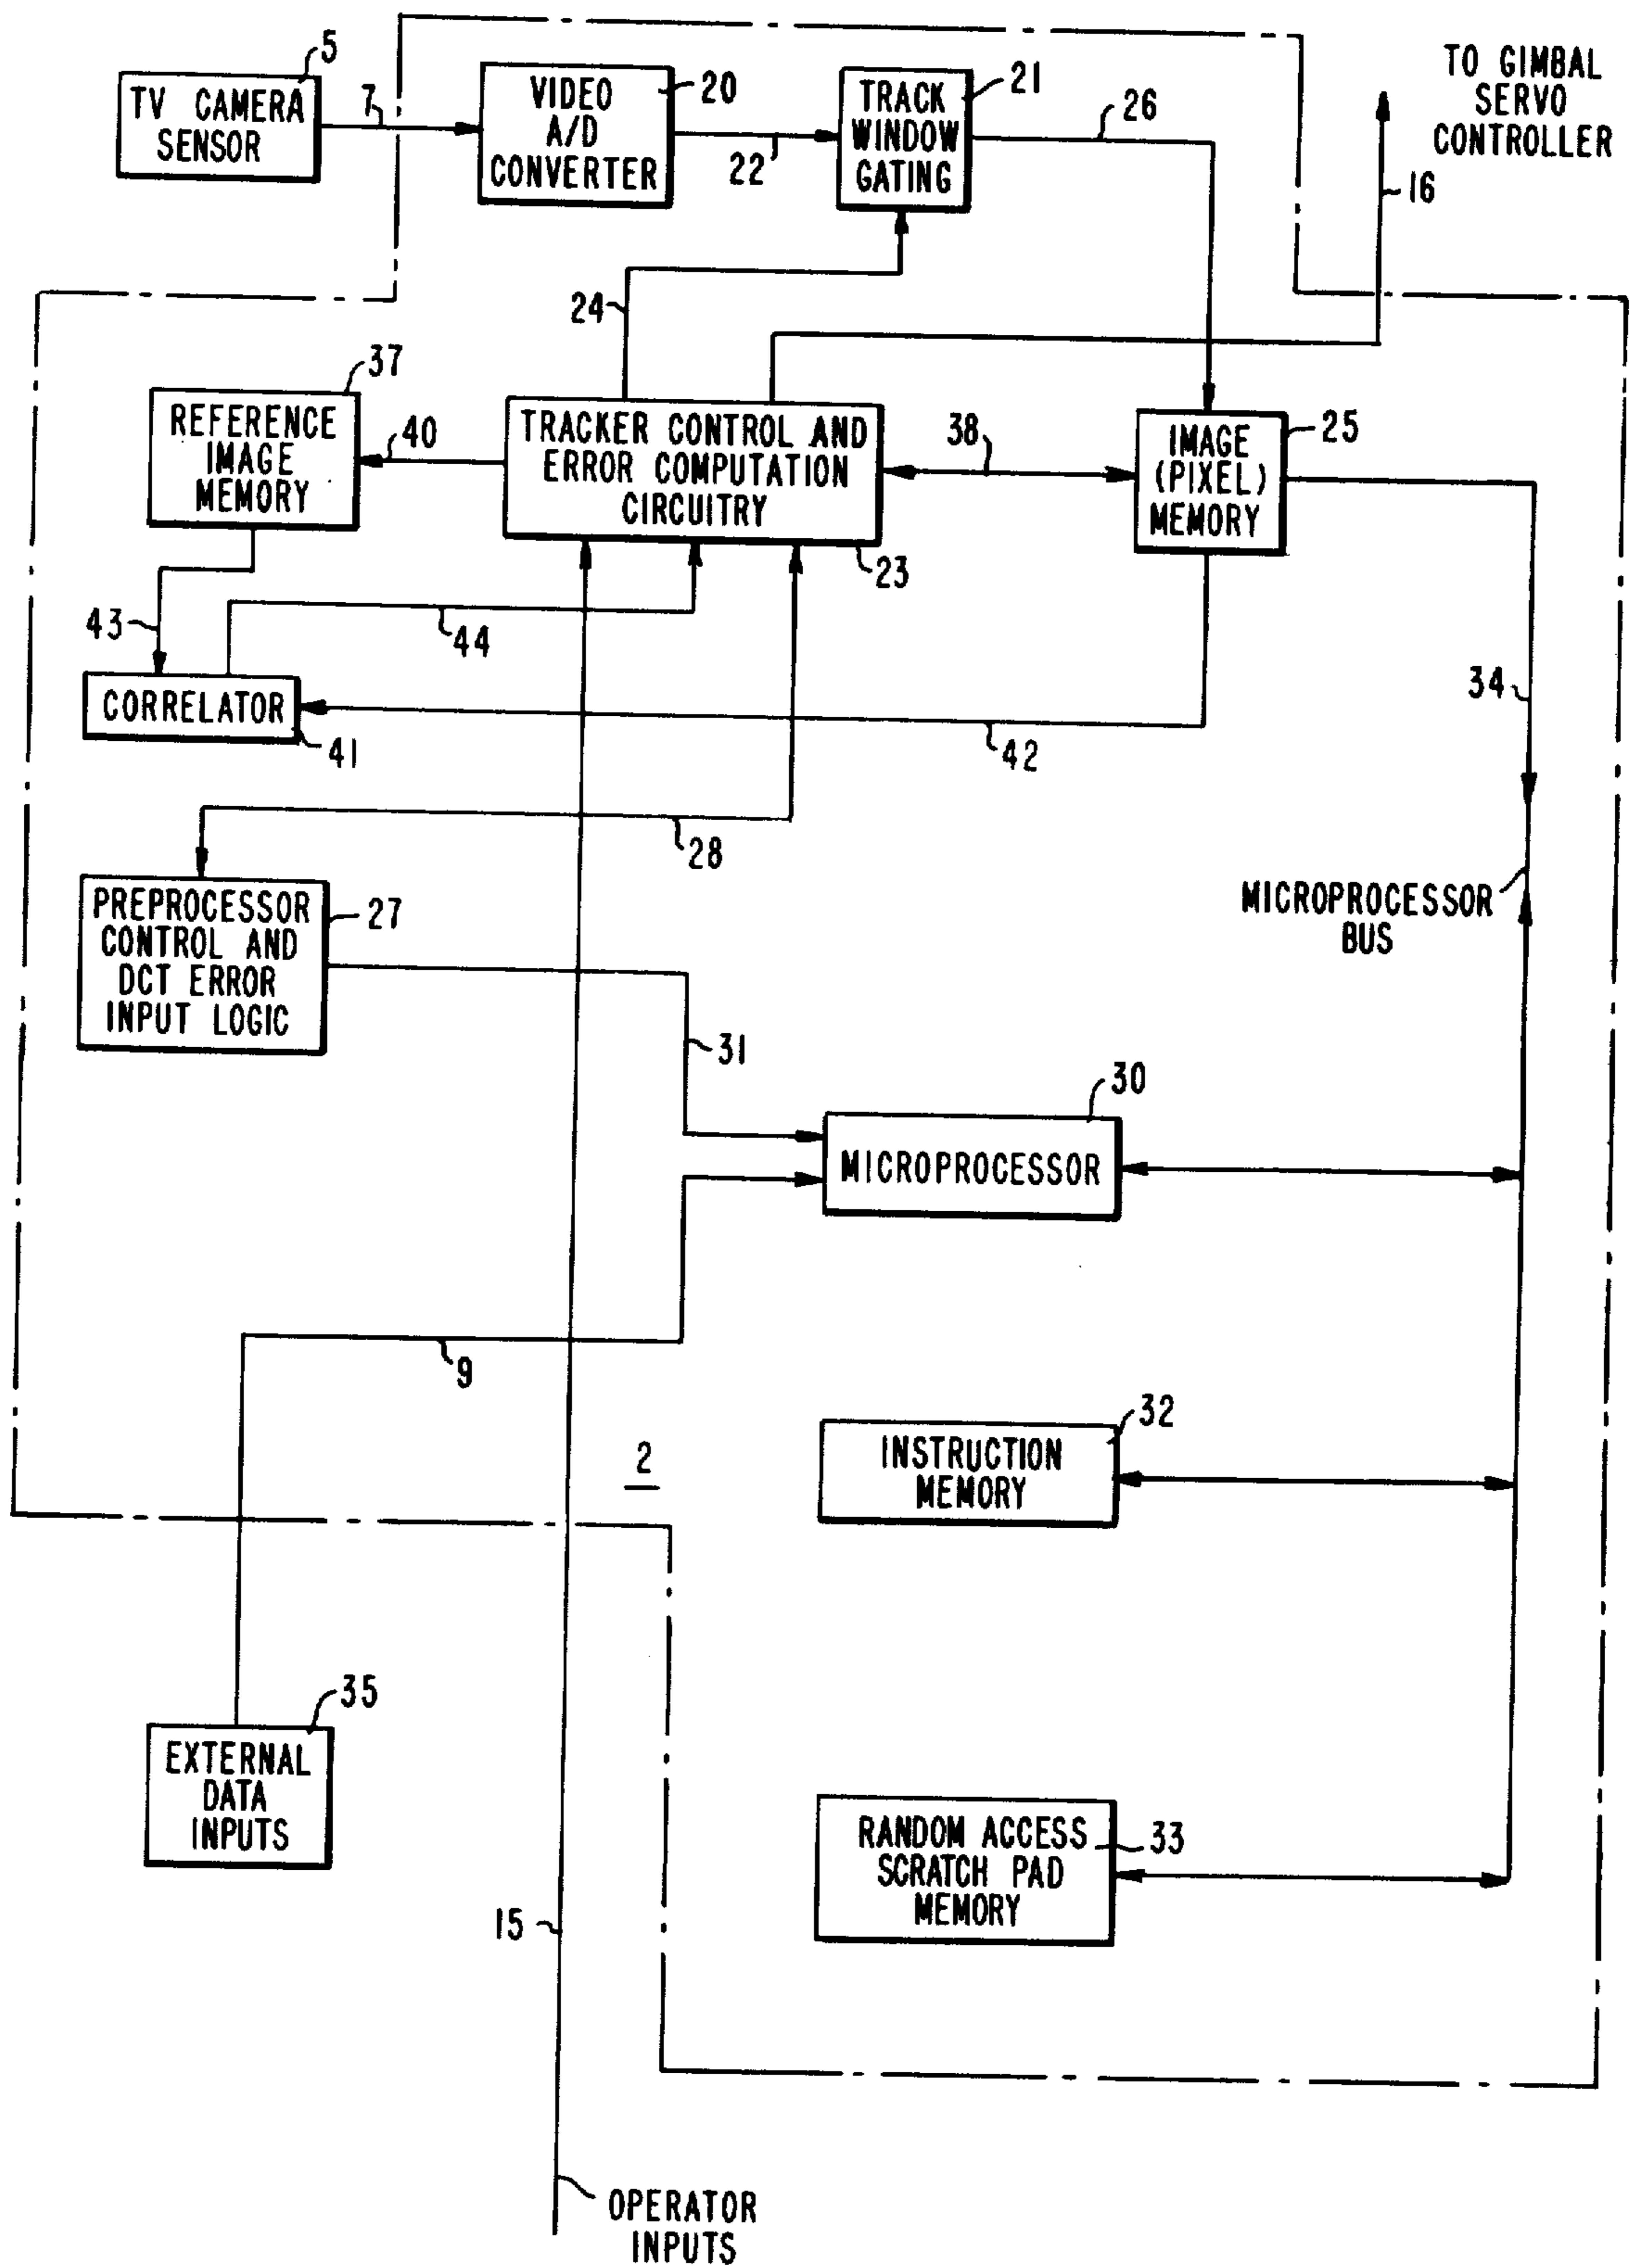 5
TV CAMERA
SENSOR
7
VIDEO
A/D
CONVERTER
20
22
TRACK
WINDOW
GATING
21
26
TO GIMBAL
SERVO
CONTROLLER
16
24
37
REFERENCE
IMAGE
MEMORY
40
TRACKER CONTROL AND
ERROR COMPUTATION
CIRCUITRY
23
38
IMAGE
(PIXEL)
MEMORY
25
43
44
34
CORRELATOR
41
42
28
PREPROCESSOR
CONTROL AND
DCT ERROR
INPUT LOGIC
27
MICROPROCESSOR
BUS
31
30
MICROPROCESSOR
9
32
INSTRUCTION
MEMORY
2
35
EXTERNAL
DATA
INPUTS
RANDOM ACCESS
SCRATCH PAD
MEMORY
33
15
OPERATOR
INPUTS